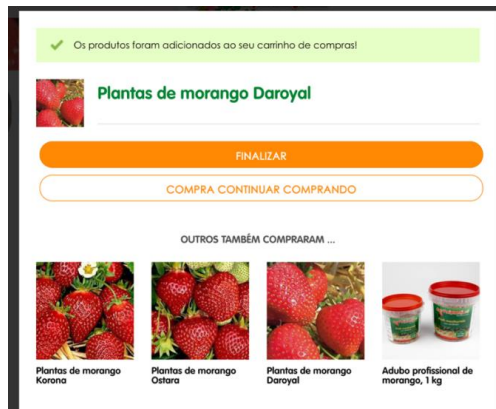 Os produtos foram adicionados ao seu carrinho de compras!
Plantas de morango Daroyal
FINALIZAR
COMPRA CONTINUAR COMPRANDO
OUTROS TAMBÉM COMPRARAM ...
Plantas de morango
Korona
Plantas de morango
Ostara
Plantas de morango
Daroyal
Adubo profissional de
morango, 1 kg